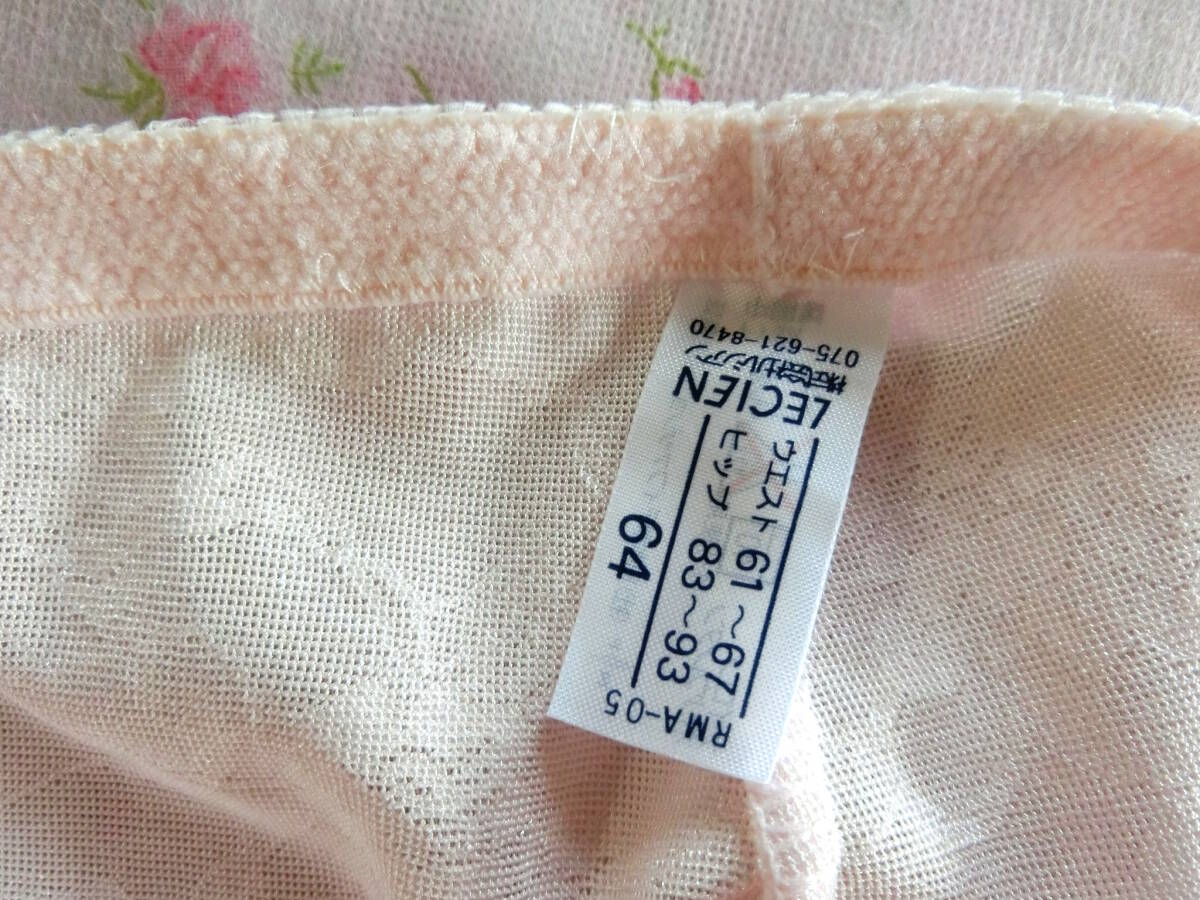 64
ウエスト 61〜67
ヒップ 83〜93
LECIEN
株式会社ルシアン
075-621-8470
RMA-05